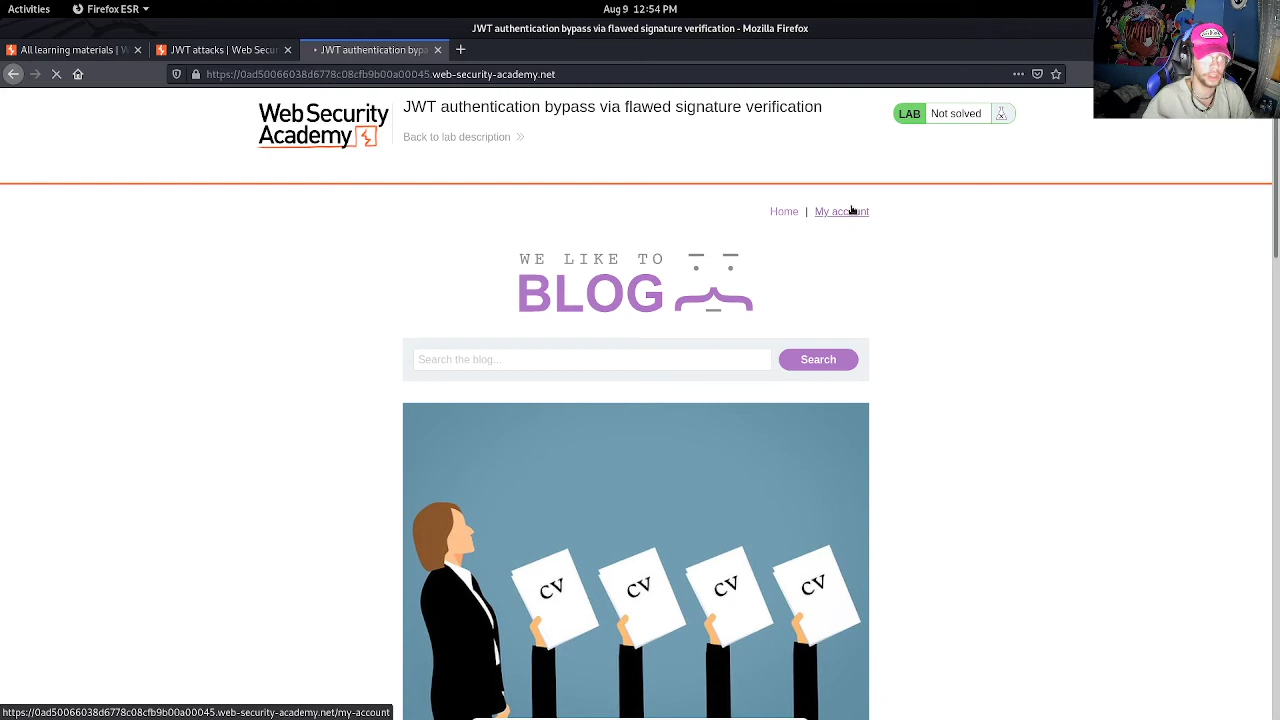 Activities
Firefox ESR
Aug 9 12:54 PM
JWT authentication bypass via flawed signature verification - Mozilla Firefox
All learning materials | W
JWT attacks | Web Secur
JWT authentication bypa
https://0ad50066038d6778c08cfb9b00a00045.web-security-academy.net
Web Security
Academy
JWT authentication bypass via flawed signature verification
Back to lab description
LAB
Not solved
Home | My account
WE LIKE TO
BLOG
Search the blog...
Search
CV
CV
CV
CV
https://0ad50066038d6778c08cfb9b00a00045.web-security-academy.net/my-account